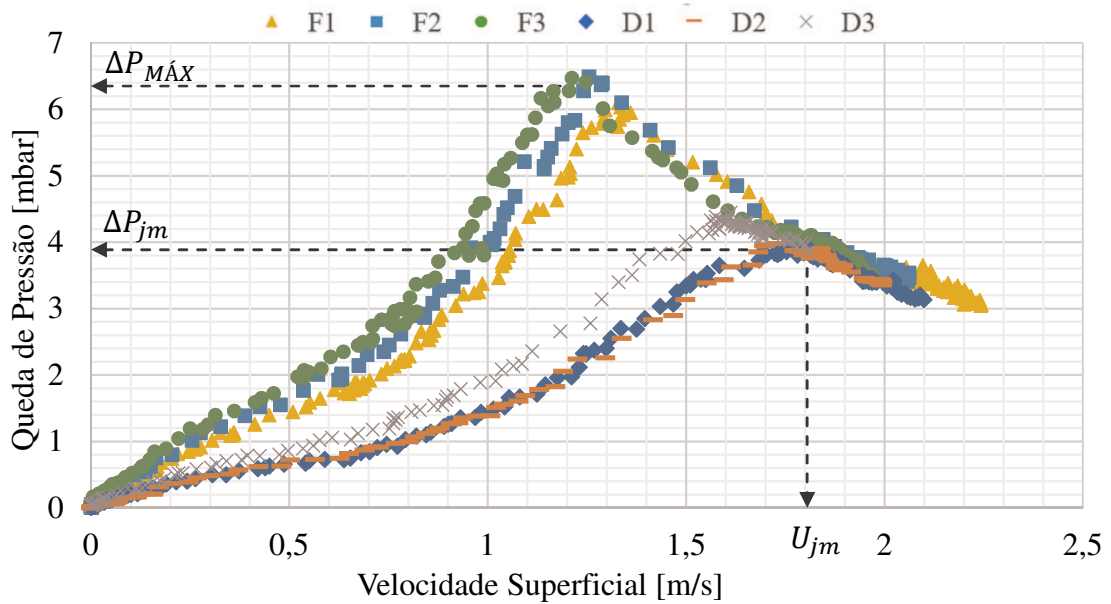 F1 F2 F3 D1 D2 D3
7
ΔP_MÁX
6
5
ΔP_jm
4
3
2
1
0
Queda de Pressão [mbar]
0 0,5 1 1,5 U_jm 2 2,5
Velocidade Superficial [m/s]